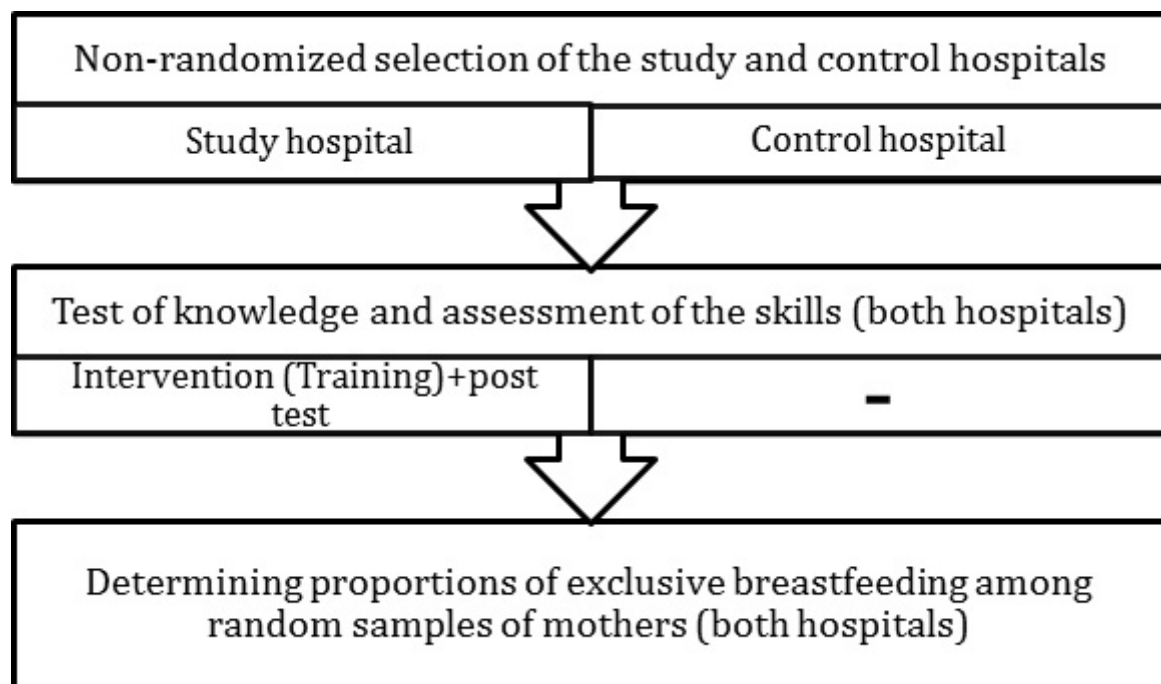 Non-randomized selection of the study and control hospitals
Study hospital
Control hospital
Test of knowledge and assessment of the skills (both hospitals)
Intervention (Training)+post
test
-
Determining proportions of exclusive breastfeeding among
random samples of mothers (both hospitals)